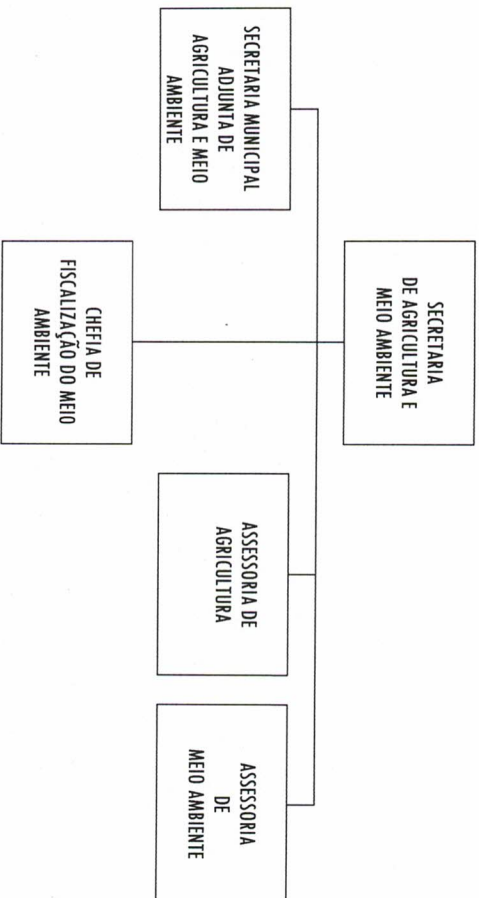 SECRETARIA
DE AGRICULTURA E
MEIO AMBIENTE
SECRETARIA MUNICIPAL
ADJUNTA DE
AGRICULTURA E MEIO
AMBIENTE
ASSESSORIA DE
AGRICULTURA
ASSESSORIA
DE
MEIO AMBIENTE
CHEFIA DE
FISCALIZAÇÃO DO MEIO
AMBIENTE